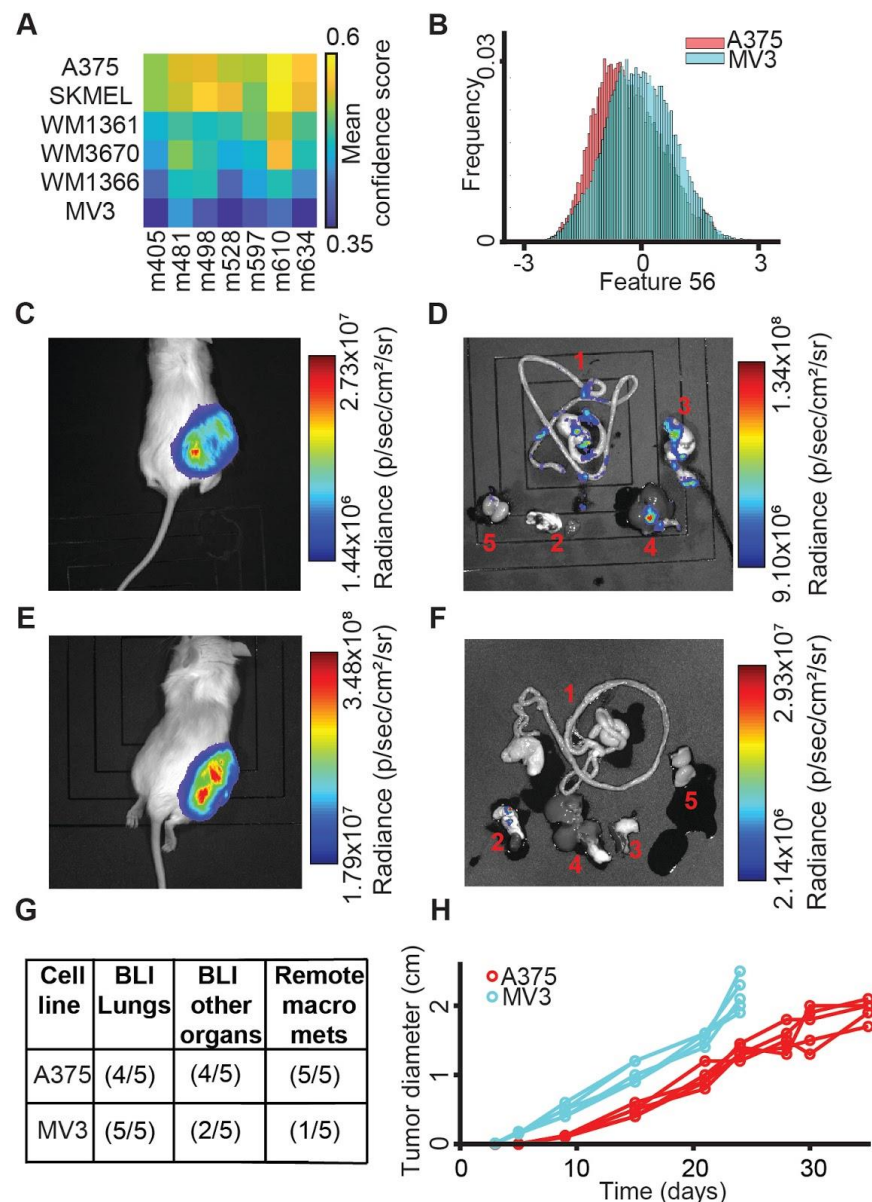 A
A375
SKMEL
WM1361
WM3670
WM1366
MV3
m405
m481
m498
m528
m597
m610
m634
0.6
0.35
Mean
confidence score
B
A375
MV3
Frequency
0.03
0
-3
0
3
Feature 56
C
2.73x10⁷
1.44x10⁶
Radiance (p/sec/cm²/sr)
D
1
3
5
2
4
1.34x10⁸
9.10x10⁶
Radiance (p/sec/cm²/sr)
E
3.48x10⁸
1.79x10⁷
Radiance (p/sec/cm²/sr)
F
1
5
2
4
3
2.93x10⁷
2.14x10⁶
Radiance (p/sec/cm²/sr)
G
Cell line
BLI Lungs
BLI other organs
Remote macro mets
A375 (4/5) (4/5) (5/5)
MV3 (5/5) (2/5) (1/5)
H
A375
MV3
Tumor diameter (cm)
2
1
0
0 10 20 30
Time (days)